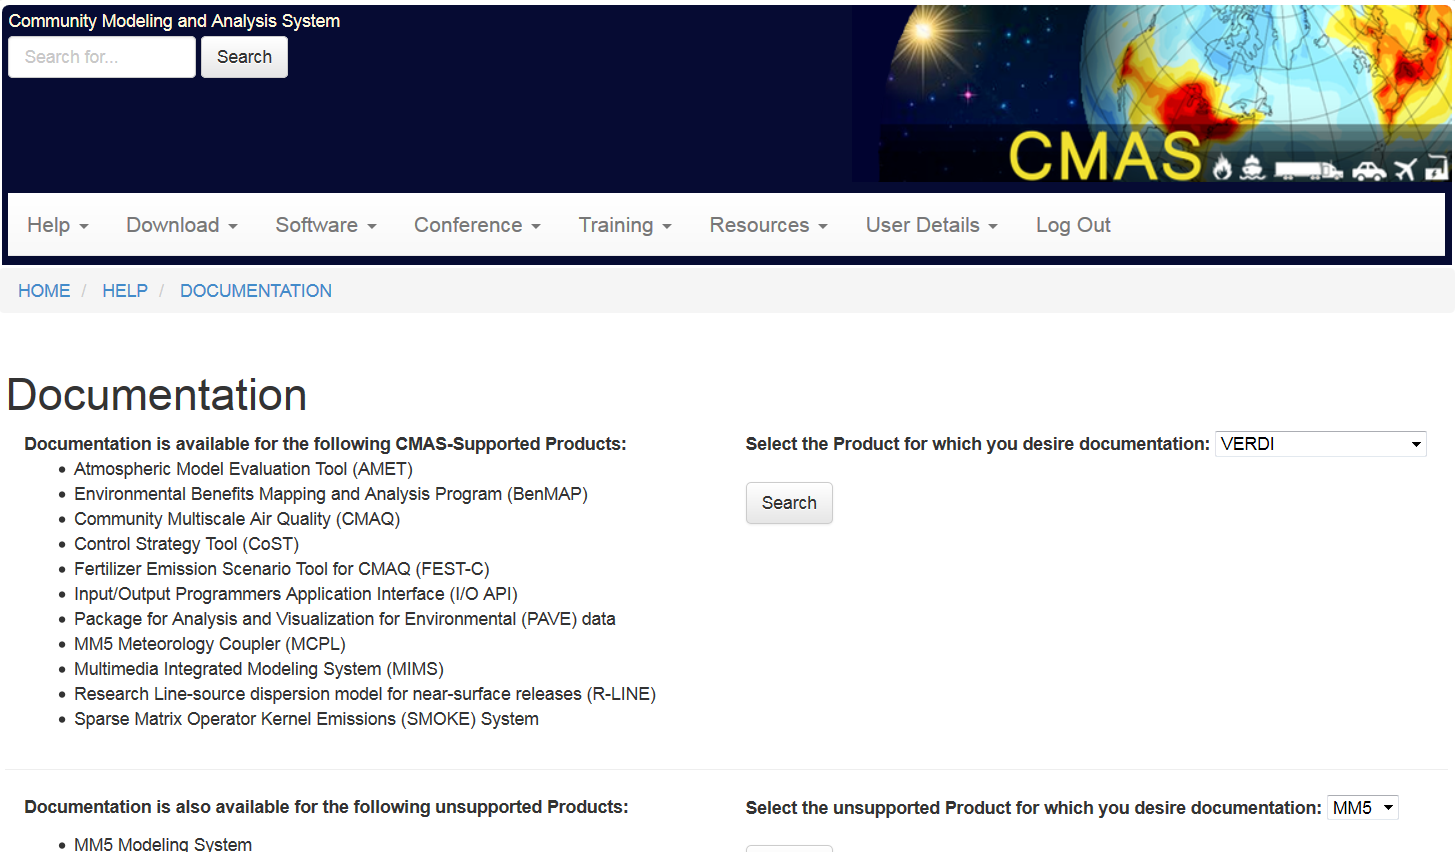 Community Modeling and Analysis System
Search for...
Search
CMAS
Help
Download
Software
Conference
Training
Resources
User Details
Log Out
HOME / HELP / DOCUMENTATION
Documentation
Documentation is available for the following CMAS-Supported Products:
• Atmospheric Model Evaluation Tool (AMET)
• Environmental Benefits Mapping and Analysis Program (BenMAP)
• Community Multiscale Air Quality (CMAQ)
• Control Strategy Tool (CoST)
• Fertilizer Emission Scenario Tool for CMAQ (FEST-C)
• Input/Output Programmers Application Interface (I/O API)
• Package for Analysis and Visualization for Environmental (PAVE) data
• MM5 Meteorology Coupler (MCPL)
• Multimedia Integrated Modeling System (MIMS)
• Research Line-source dispersion model for near-surface releases (R-LINE)
• Sparse Matrix Operator Kernel Emissions (SMOKE) System
Select the Product for which you desire documentation: VERDI
Search
Documentation is also available for the following unsupported Products:
• MM5 Modeling System
Select the unsupported Product for which you desire documentation: MM5